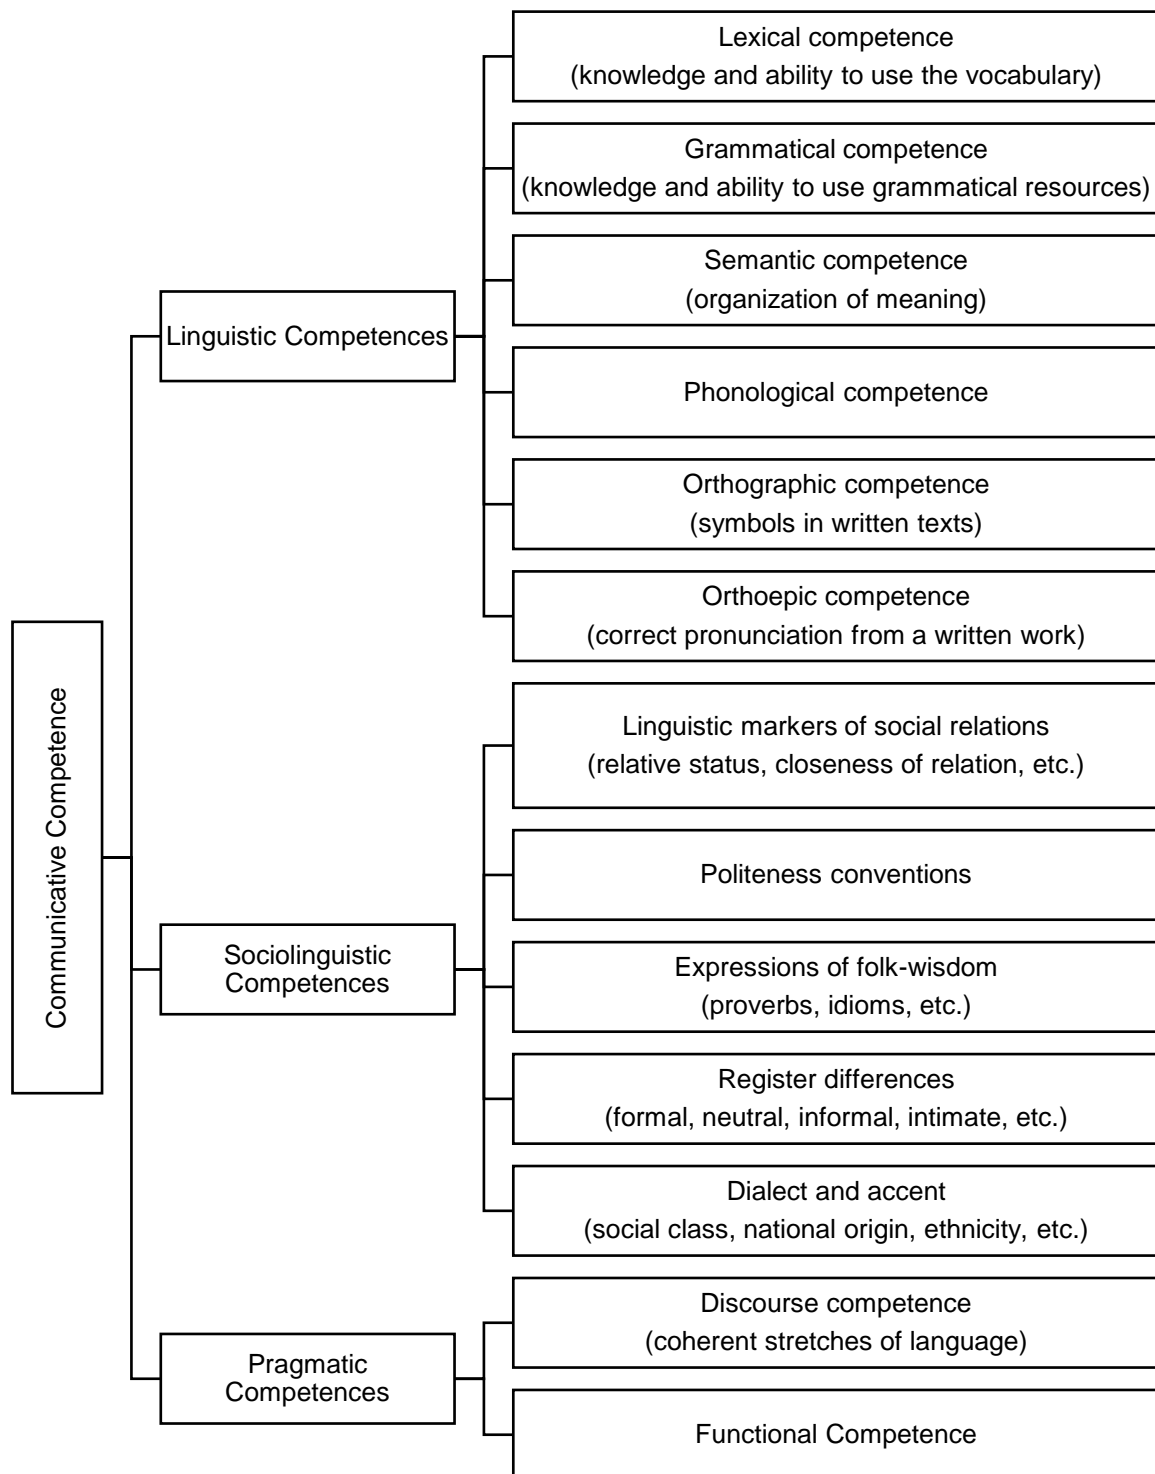 Communicative Competence
Linguistic Competences
Lexical competence
(knowledge and ability to use the vocabulary)
Grammatical competence
(knowledge and ability to use grammatical resources)
Semantic competence
(organization of meaning)
Phonological competence
Orthographic competence
(symbols in written texts)
Orthoepic competence
(correct pronunciation from a written work)
Sociolinguistic
Competences
Linguistic markers of social relations
(relative status, closeness of relation, etc.)
Politeness conventions
Expressions of folk-wisdom
(proverbs, idioms, etc.)
Register differences
(formal, neutral, informal, intimate, etc.)
Dialect and accent
(social class, national origin, ethnicity, etc.)
Pragmatic
Competences
Discourse competence
(coherent stretches of language)
Functional Competence